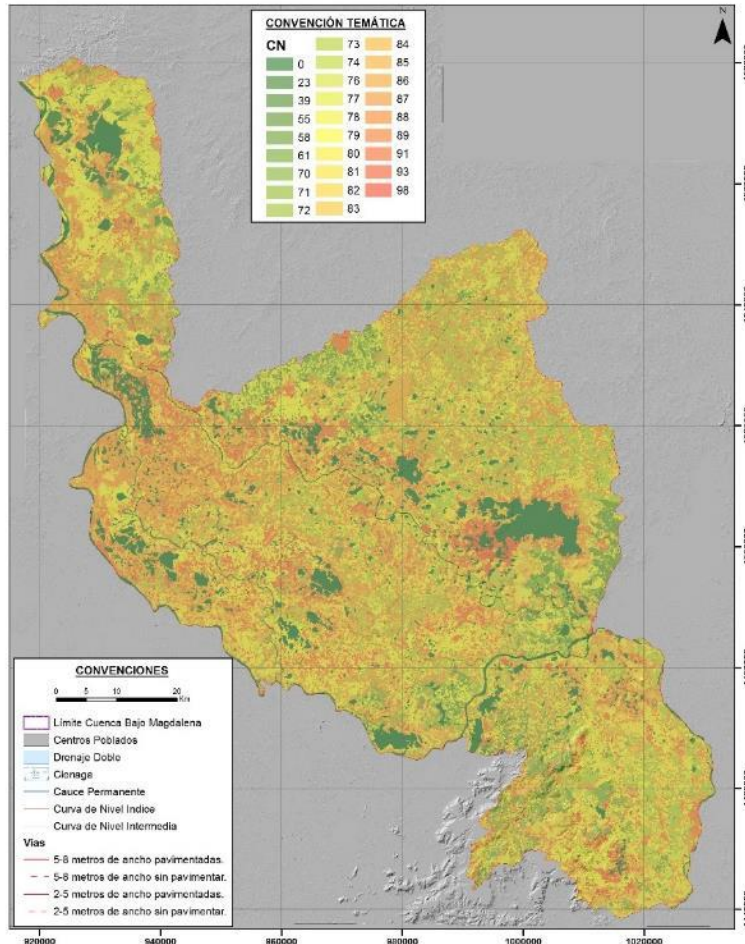 CONVENCIÓN TEMÁTICA
CN
0
23
39
55
58
61
70
71
72
73
74
76
77
78
79
80
81
82
83
84
85
86
87
88
89
91
93
98
N
CONVENCIONES
0 5 10 20
Km
Límite Cuenca Bajo Magdalena
Centros Poblados
Drenaje Doble
Cienaga
Cauce Permanente
Curva de Nivel Indice
Curva de Nivel Intermedia
Vias
5-8 metros de ancho pavimentadas.
5-8 metros de ancho sin pavimentar.
2-5 metros de ancho pavimentadas.
2-5 metros de ancho sin pavimentar.
920000 940000 960000 980000 1000000 1020000